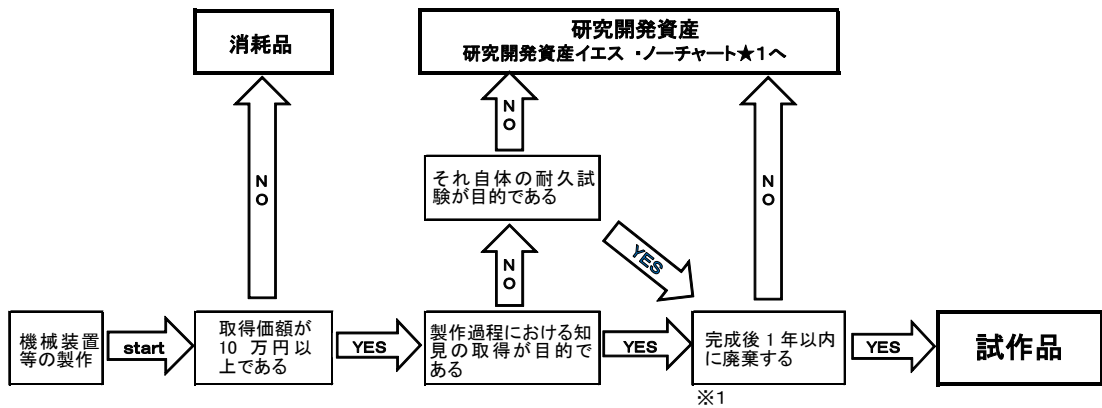 消耗品
研究開発資産
研究開発資産イエス ・ノーチャート★1へ
NO
NO
NO
それ自体の耐久試
験が目的である
NO
YES
機械装置
等の製作
start
取得価額が
10 万円以
上である
YES
製作過程における知
見の取得が目的で
ある
YES
完成後 1 年以内
に廃棄する
YES
試作品
※1